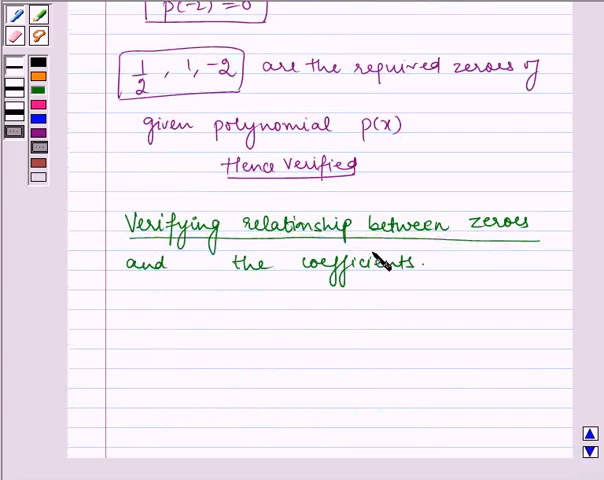 p(-2) = 0
1/2, 1, -2 are the required zeroes of
given polynomial p(x)
Hence verified
Verifying relationship between zeroes
and the coefficients.